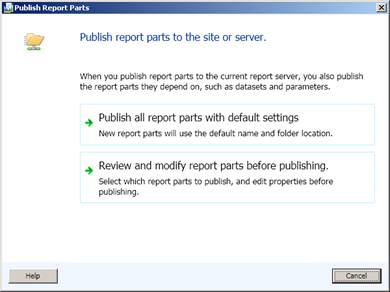 Publish Report Parts
Publish report parts to the site or server.
When you publish report parts to the current report server, you also publish
the report parts they depend on, such as datasets and parameters.
Publish all report parts with default settings
New report parts will use the default name and folder location.
Review and modify report parts before publishing.
Select which report parts to publish, and edit properties before
publishing.
Help
Cancel